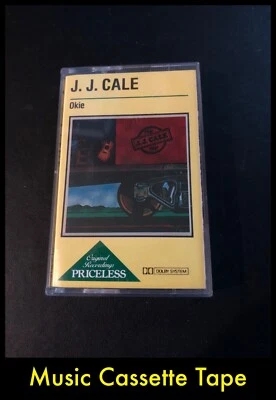 J. J. CALE
Okie
J.J. CALE
Original
Recordings
PRICELESS
DOLBY SYSTEM
Music Cassette Tape